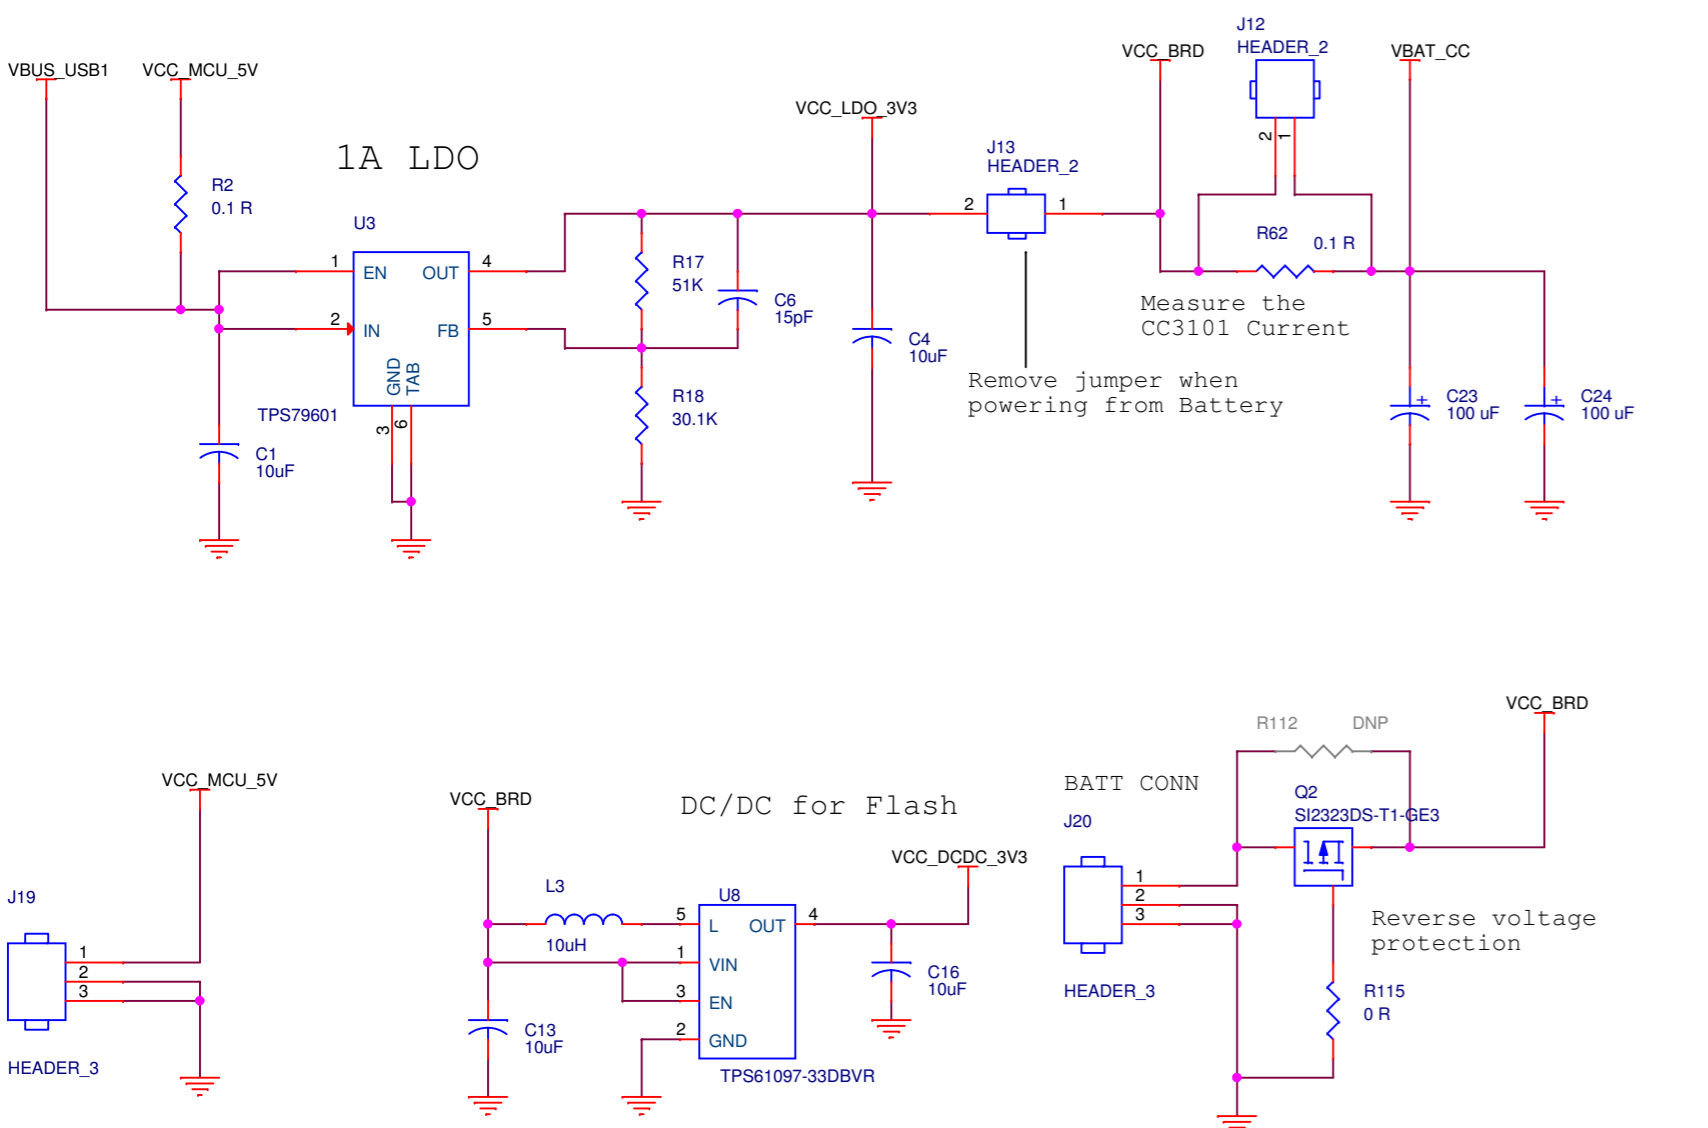 VBUS_USB1
VCC_MCU_5V
R2
0.1 R
1A LDO
U3
1
EN
OUT
4
2
IN
FB
5
GND
TAB
3
6
TPS79601
C1
10uF
R17
51K
C6
15pF
R18
30.1K
VCC_LDO_3V3
C4
10uF
J13
HEADER_2
2
1
Remove jumper when
powering from Battery
VCC_BRD
J12
HEADER_2
2
1
VBAT_CC
R62
0.1 R
Measure the
CC3101 Current
C23
100 uF
C24
100 uF
VCC_MCU_5V
J19
1
2
3
HEADER_3
VCC_BRD
DC/DC for Flash
VCC_DCDC_3V3
L3
10uH
U8
5
L
OUT
4
1
VIN
3
EN
2
GND
TPS61097-33DBVR
C13
10uF
C16
10uF
BATT CONN
J20
1
2
3
HEADER_3
R112
DNP
Q2
SI2323DS-T1-GE3
VCC_BRD
Reverse voltage
protection
R115
0 R